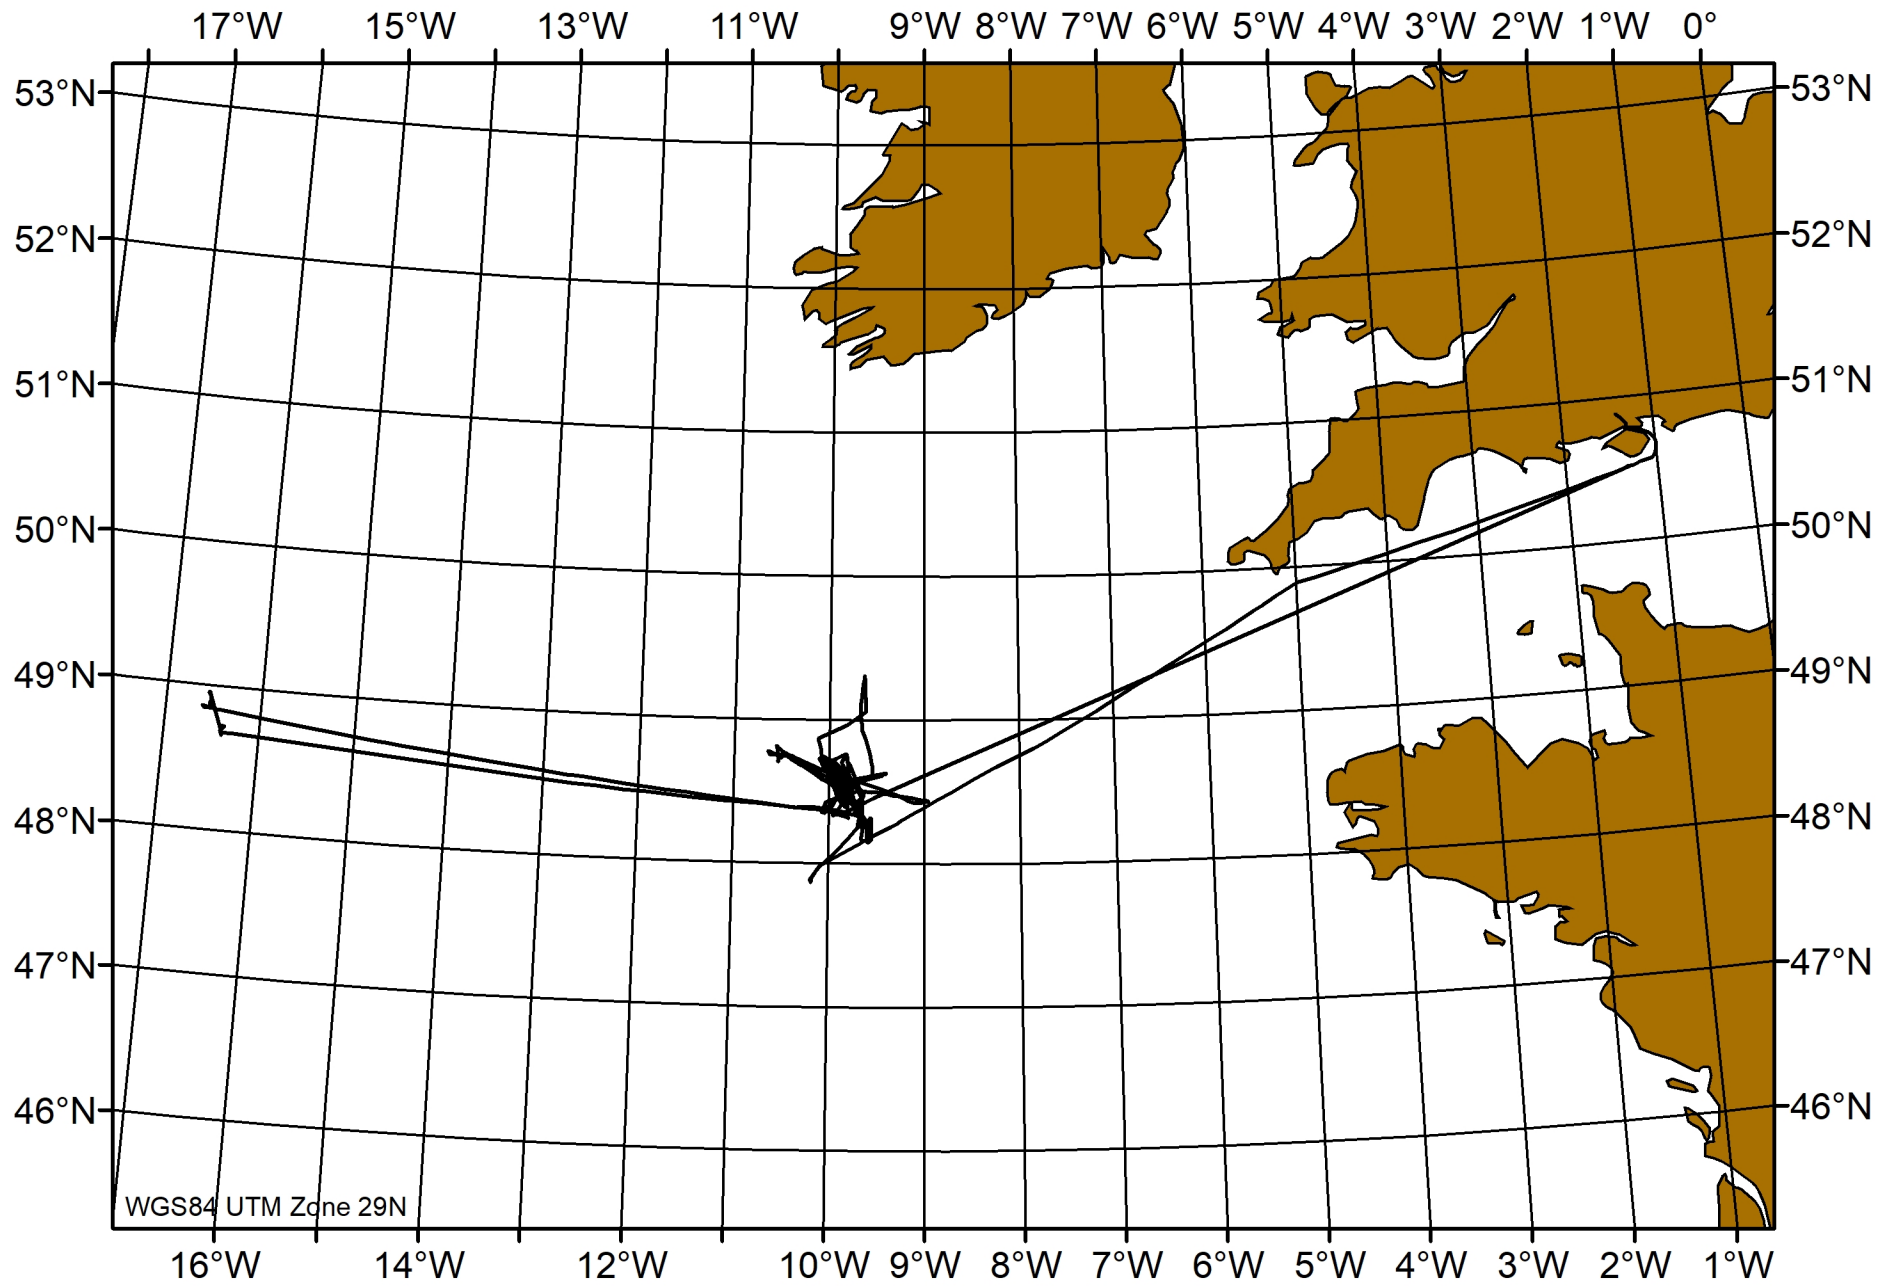 17°W 15°W 13°W 11°W 9°W 8°W 7°W 6°W 5°W 4°W 3°W 2°W 1°W 0°
53°N 53°N
52°N 52°N
51°N 51°N
50°N 50°N
49°N 49°N
48°N 48°N
47°N 47°N
46°N 46°N
WGS84 UTM Zone 29N
16°W 14°W 12°W 10°W 9°W 8°W 7°W 6°W 5°W 4°W 3°W 2°W 1°W